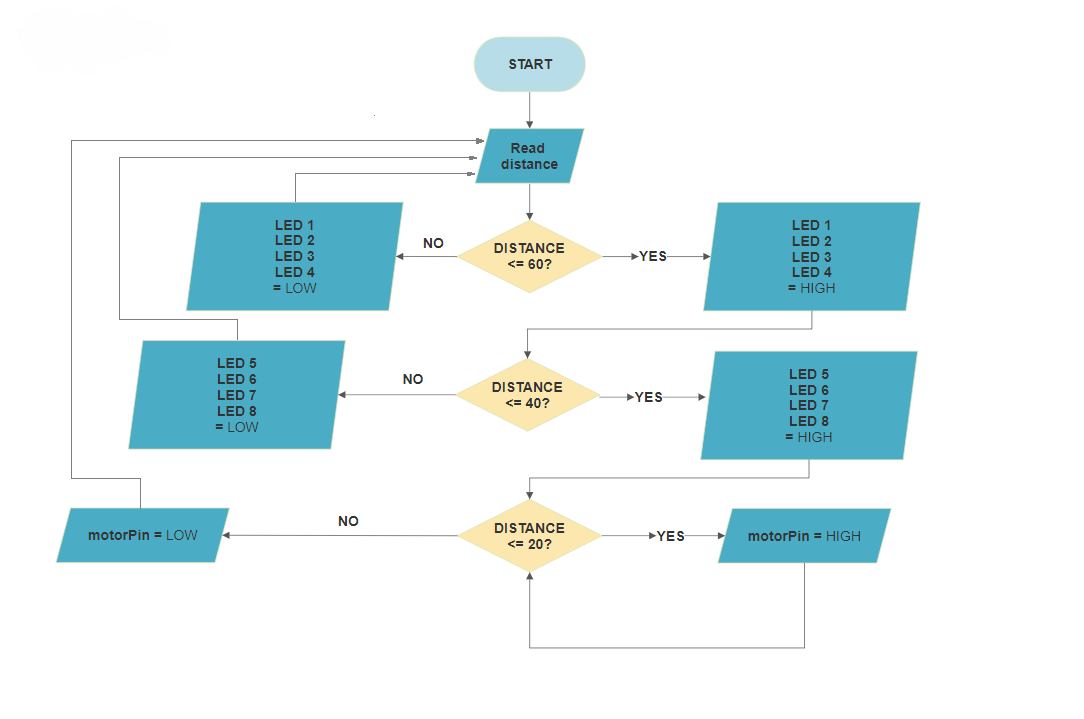 START
Read
distance
DISTANCE
<= 60?
NO
YES
LED 1
LED 2
LED 3
LED 4
= LOW
LED 1
LED 2
LED 3
LED 4
= HIGH
DISTANCE
<= 40?
NO
YES
LED 5
LED 6
LED 7
LED 8
= LOW
LED 5
LED 6
LED 7
LED 8
= HIGH
DISTANCE
<= 20?
NO
YES
motorPin = LOW
motorPin = HIGH